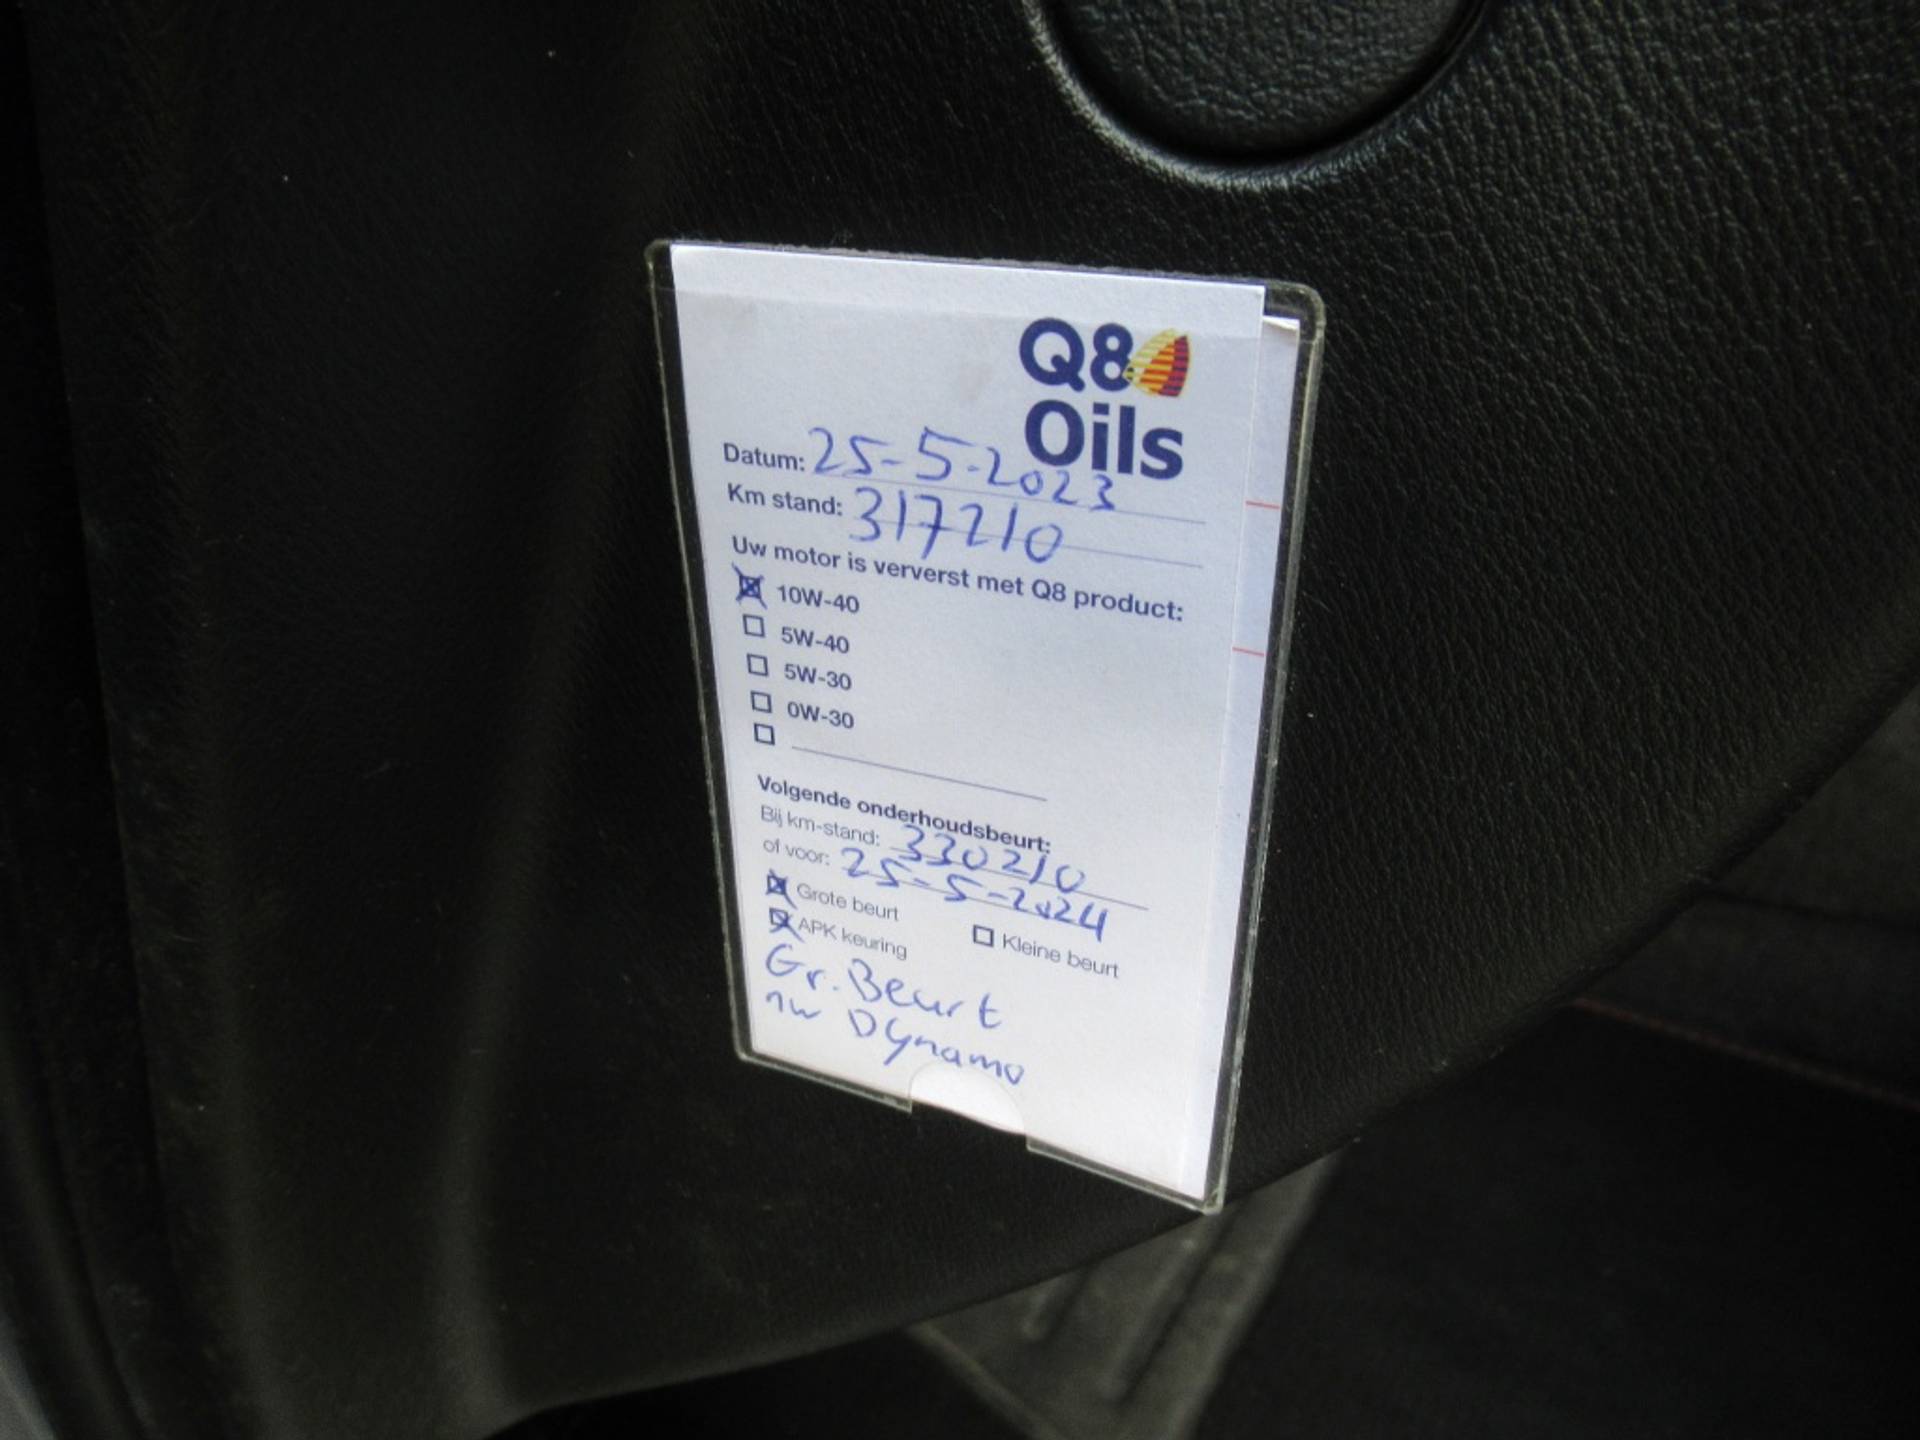 Q8
Oils
Datum: 25-5-2023
Km stand: 317210
Uw motor is ververst met Q8 product:
10W-40
5W-40
5W-30
0W-30
Volgende onderhoudsbeurt:
Bij km-stand: 330210
of voor: 25-5-2024
Grote beurt
APK keuring Kleine beurt
Gr. Beurt
nw Dynamo